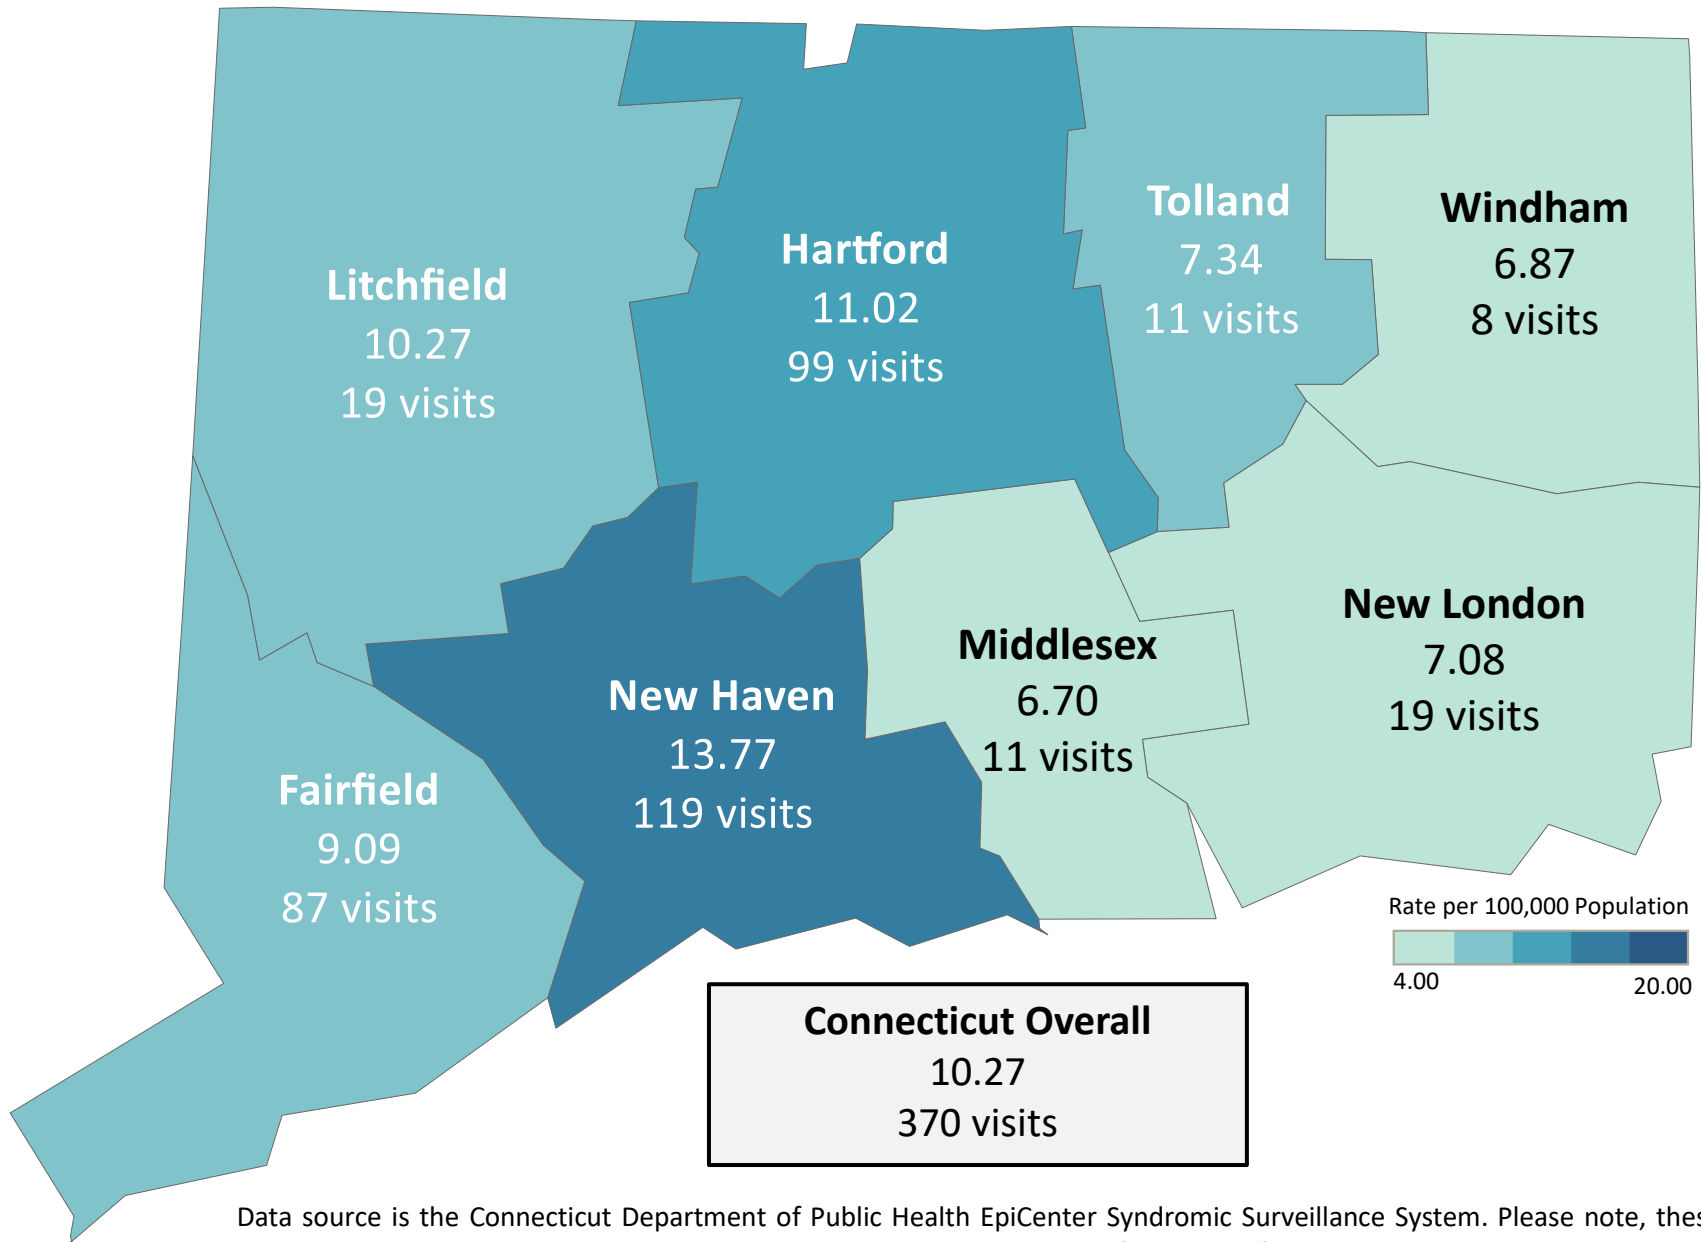 Litchfield
10.27
19 visits
Hartford
11.02
99 visits
Tolland
7.34
11 visits
Windham
6.87
8 visits
Fairfield
9.09
87 visits
New Haven
13.77
119 visits
Middlesex
6.70
11 visits
New London
7.08
19 visits
Rate per 100,000 Population
4.00
20.00
Connecticut Overall
10.27
370 visits
Data source is the Connecticut Department of Public Health EpiCenter Syndromic Surveillance System. Please note,